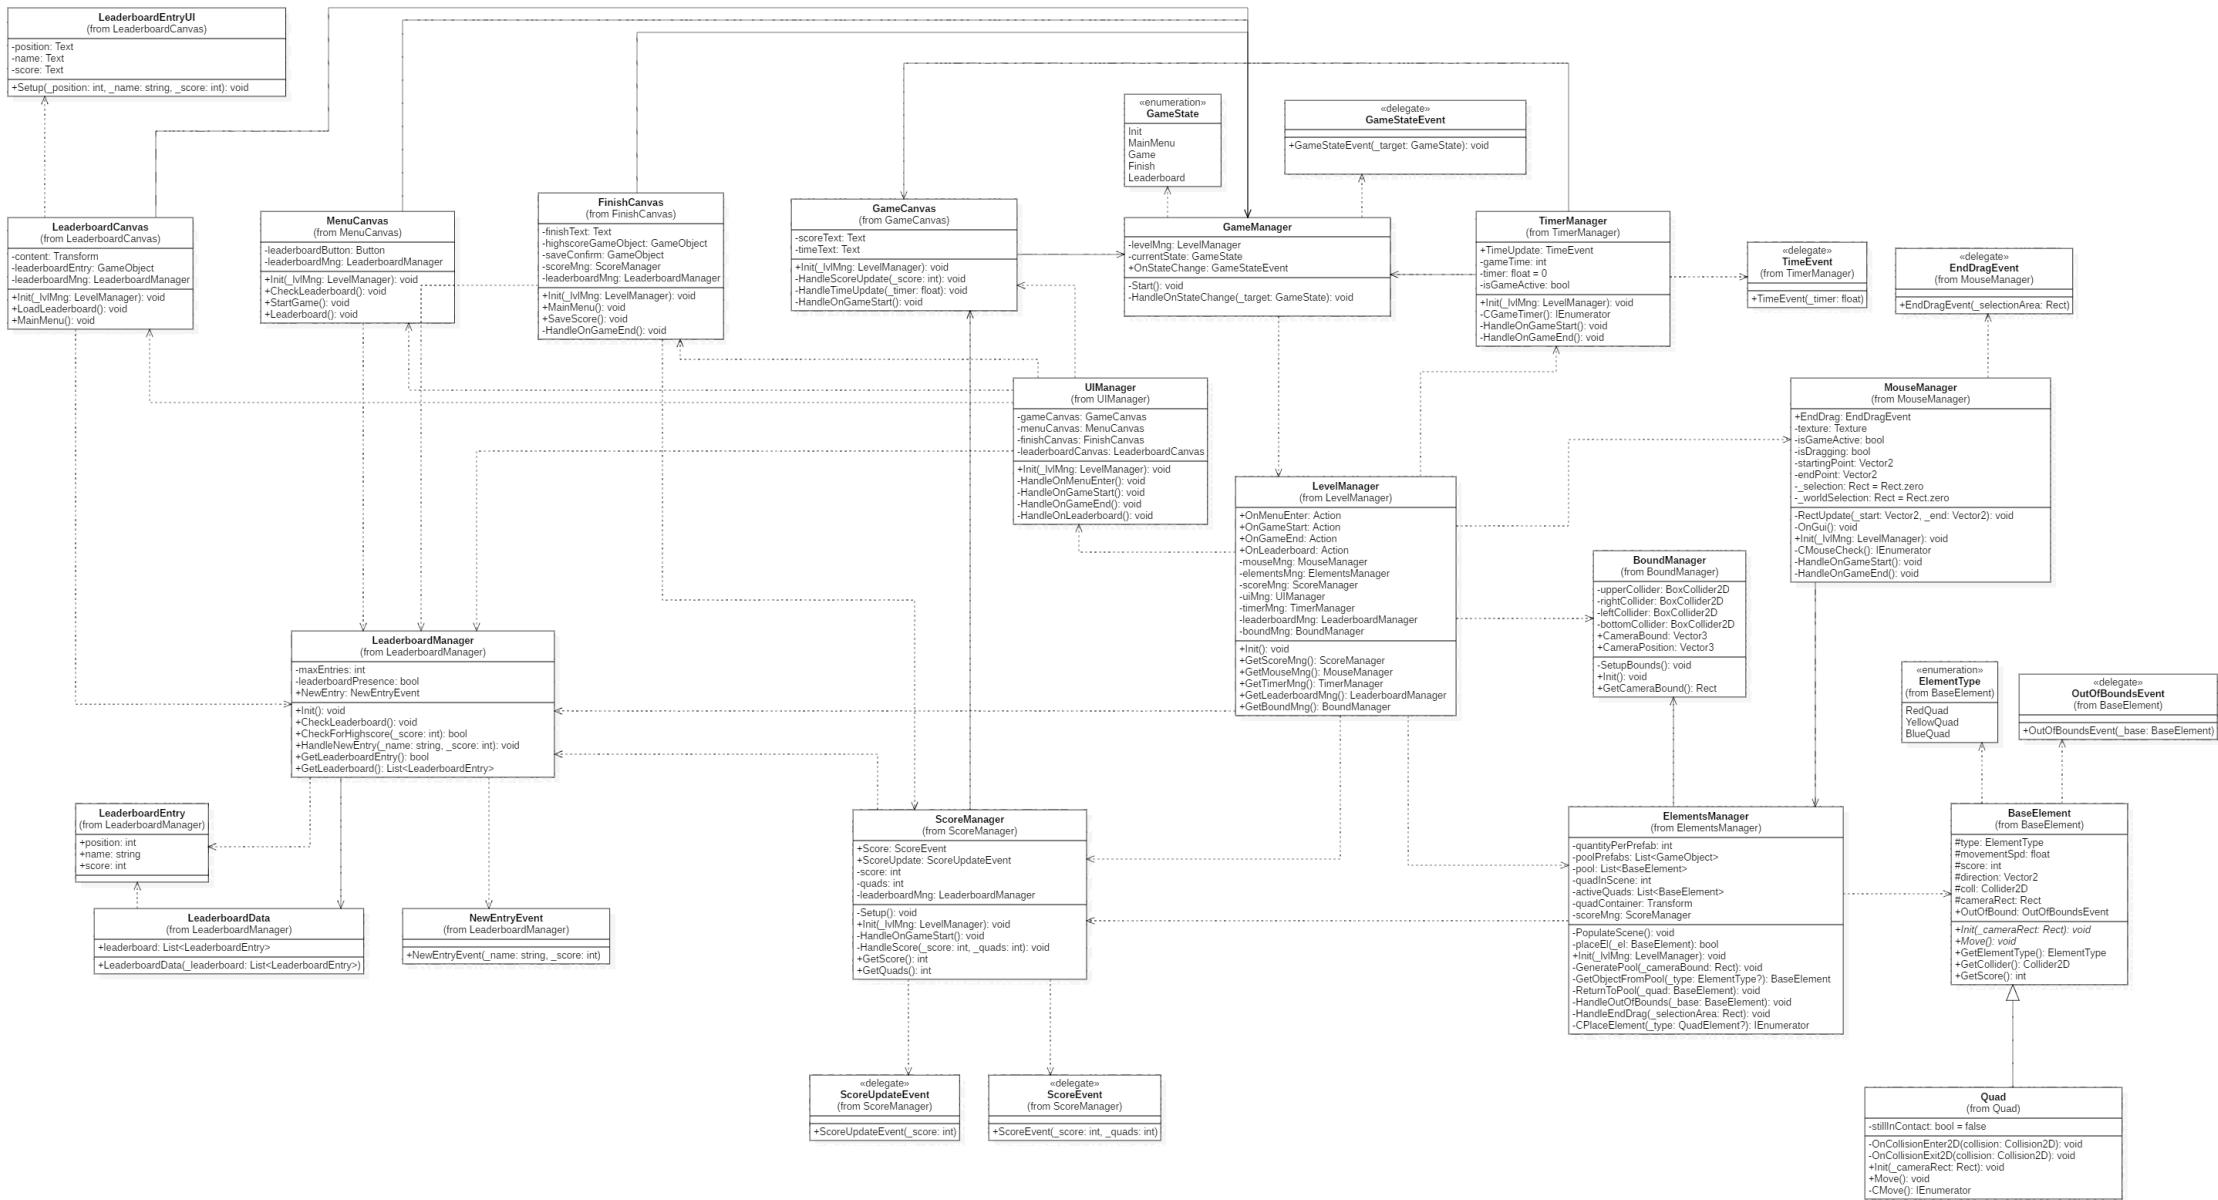 LeaderboardEntryUI
(from LeaderboardCanvas)
-position: Text
-name: Text
-score: Text
+Setup(_position: int, _name: string, _score: int): void
«enumeration»
GameState
Init
MainMenu
Game
Finish
Leaderboard
«delegate»
GameStateEvent
+GameStateEvent(_target: GameState): void
LeaderboardCanvas
(from LeaderboardCanvas)
-content: Transform
-leaderboardEntry: GameObject
-leaderboardMng: LeaderboardManager
+Init(_lvlMng: LevelManager): void
+LoadLeaderboard(): void
+MainMenu(): void
MenuCanvas
(from MenuCanvas)
-leaderboardButton: Button
-leaderboardMng: LeaderboardManager
+Init(_lvlMng: LevelManager): void
+CheckLeaderboard(): void
+StartGame(): void
+Leaderboard(): void
FinishCanvas
(from FinishCanvas)
-finishText: Text
-highscoreGameObject: GameObject
-saveConfirm: GameObject
-scoreMng: ScoreManager
-leaderboardMng: LeaderboardManager
+Init(_lvlMng: LevelManager): void
+MainMenu(): void
+SaveScore(): void
-HandleOnGameEnd(): void
GameCanvas
(from GameCanvas)
-scoreText: Text
-timeText: Text
+Init(_lvlMng: LevelManager): void
-HandleScoreUpdate(_score: int): void
-HandleTimeUpdate(_timer: float): void
-HandleOnGameStart(): void
GameManager
-levelMng: LevelManager
-currentState: GameState
+OnStateChange: GameStateEvent
-Start(): void
-HandleOnStateChange(_target: GameState): void
TimerManager
(from TimerManager)
+TimeUpdate: TimeEvent
-gameTime: int
-timer: float = 0
-isGameActive: bool
+Init(_lvlMng: LevelManager): void
-CGameTimer(): IEnumerator
-HandleOnGameStart(): void
-HandleOnGameEnd(): void
«delegate»
TimeEvent
(from TimerManager)
+TimeEvent(_timer: float)
«delegate»
EndDragEvent
(from MouseManager)
+EndDragEvent(_selectionArea: Rect)
UIManager
(from UIManager)
-gameCanvas: GameCanvas
-menuCanvas: MenuCanvas
-finishCanvas: FinishCanvas
-leaderboardCanvas: LeaderboardCanvas
+Init(_lvlMng: LevelManager): void
-HandleOnMenuEnter(): void
-HandleOnGameStart(): void
-HandleOnGameEnd(): void
-HandleOnLeaderboard(): void
MouseManager
(from MouseManager)
+EndDrag: EndDragEvent
-texture: Texture
-isGameActive: bool
-isDragging: bool
-startingPoint: Vector2
-endPoint: Vector2
-_selection: Rect = Rect.zero
-_worldSelection: Rect = Rect.zero
-RectUpdate(_start: Vector2, _end: Vector2): void
-OnGui(): void
+Init(_lvlMng: LevelManager): void
-CMouseCheck(): IEnumerator
-HandleOnGameStart(): void
-HandleOnGameEnd(): void
LevelManager
(from LevelManager)
+OnMenuEnter: Action
+OnGameStart: Action
+OnGameEnd: Action
+OnLeaderboard: Action
-mouseMng: MouseManager
-elementsMng: ElementsManager
-scoreMng: ScoreManager
-uiMng: UIManager
-timerMng: TimerManager
-leaderboardMng: LeaderboardManager
-boundMng: BoundManager
+Init(): void
+GetScoreMng(): ScoreManager
+GetMouseMng(): MouseManager
+GetTimerMng(): TimerManager
+GetLeaderboardMng(): LeaderboardManager
+GetBoundMng(): BoundManager
BoundManager
(from BoundManager)
-upperCollider: BoxCollider2D
-rightCollider: BoxCollider2D
-leftCollider: BoxCollider2D
-bottomCollider: BoxCollider2D
+CameraBound: Vector3
+CameraPosition: Vector3
-SetupBounds(): void
+Init(): void
+GetCameraBound(): Rect
LeaderboardManager
(from LeaderboardManager)
-maxEntries: int
-leaderboardPresence: bool
+NewEntry: NewEntryEvent
+Init(): void
+CheckLeaderboard(): void
+CheckForHighscore(_score: int): bool
+HandleNewEntry(_name: string, _score: int): void
+GetLeaderboardEntry(): bool
+GetLeaderboard(): List<LeaderboardEntry>
«enumeration»
ElementType
(from BaseElement)
RedQuad
YellowQuad
BlueQuad
«delegate»
OutOfBoundsEvent
(from BaseElement)
+OutOfBoundsEvent(_base: BaseElement)
LeaderboardEntry
(from LeaderboardManager)
+position: int
+name: string
+score: int
LeaderboardData
(from LeaderboardManager)
+leaderboard: List<LeaderboardEntry>
+LeaderboardData(_leaderboard: List<LeaderboardEntry>)
NewEntryEvent
(from LeaderboardManager)
+NewEntryEvent(_name: string, _score: int)
ScoreManager
(from ScoreManager)
+Score: ScoreEvent
+ScoreUpdate: ScoreUpdateEvent
-score: int
-quads: int
-leaderboardMng: LeaderboardManager
-Setup(): void
+Init(_lvlMng: LevelManager): void
-HandleOnGameStart(): void
-HandleScore(_score: int, _quads: int): void
+GetScore(): int
+GetQuads(): int
ElementsManager
(from ElementsManager)
-quantityPerPrefab: int
-poolPrefabs: List<GameObject>
-pool: List<BaseElement>
-quadInScene: int
-activeQuads: List<BaseElement>
-quadContainer: Transform
-scoreMng: ScoreManager
-PopulateScene(): void
-placeEl(_el: BaseElement): bool
+Init(_lvlMng: LevelManager): void
-GeneratePool(_cameraBound: Rect): void
-GetObjectFromPool(_type: ElementType?): BaseElement
-ReturnToPool(_quad: BaseElement): void
-HandleOutOfBounds(_base: BaseElement): void
-HandleEndDrag(_selectionArea: Rect): void
-CPlaceElement(_type: QuadElement?): IEnumerator
BaseElement
(from BaseElement)
#type: ElementType
#movementSpd: float
#score: int
#direction: Vector2
#coll: Collider2D
#cameraRect: Rect
+OutOfBound: OutOfBoundsEvent
+Init(_cameraRect: Rect): void
+Move(): void
+GetElementType(): ElementType
+GetCollider(): Collider2D
+GetScore(): int
«delegate»
ScoreUpdateEvent
(from ScoreManager)
+ScoreUpdateEvent(_score: int)
«delegate»
ScoreEvent
(from ScoreManager)
+ScoreEvent(_score: int, _quads: int)
Quad
(from Quad)
-stillInContact: bool = false
-OnCollisionEnter2D(collision: Collision2D): void
-OnCollisionExit2D(collision: Collision2D): void
+Init(_cameraRect: Rect): void
+Move(): void
-CMove(): IEnumerator